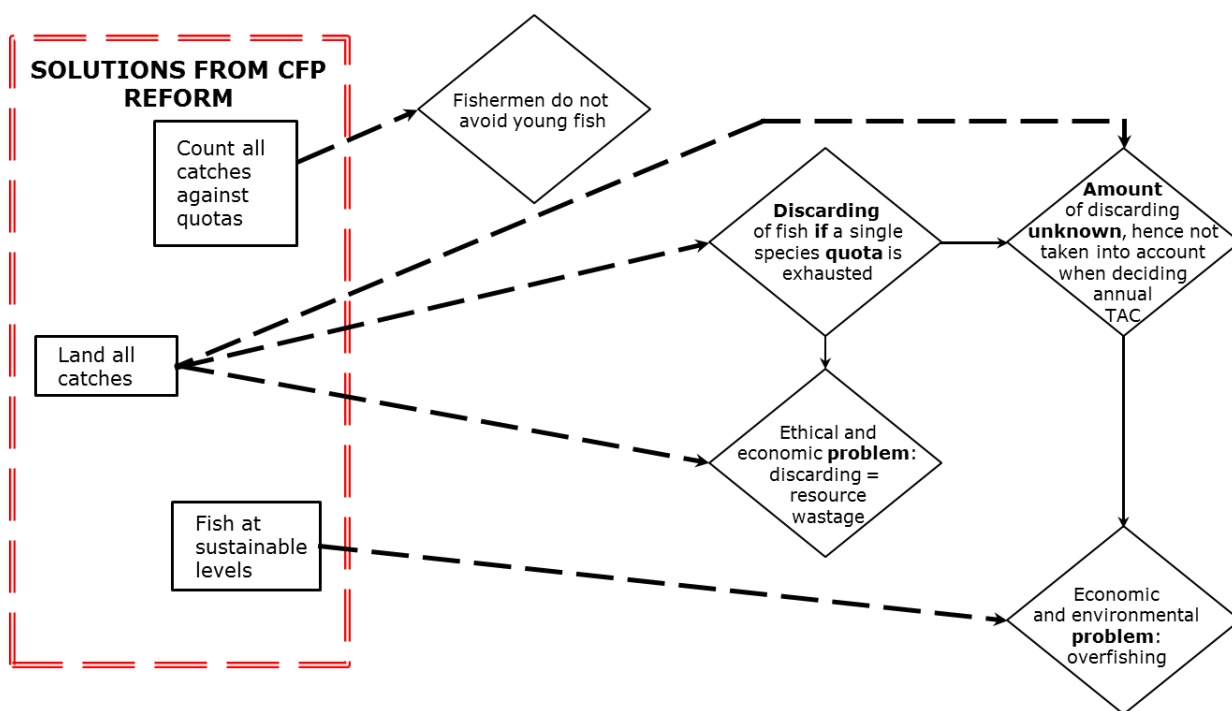 SOLUTIONS FROM CFP
REFORM
Count all
catches
against
quotas
Land all
catches
Fish at
sustainable
levels
Fishermen do not
avoid young fish
Discarding
of fish if a single
species quota is
exhausted
Amount
of discarding
unknown, hence not
taken into account
when deciding
annual
TAC
Ethical and
economic problem:
discarding =
resource
wastage
Economic
and environmental
problem:
overfishing